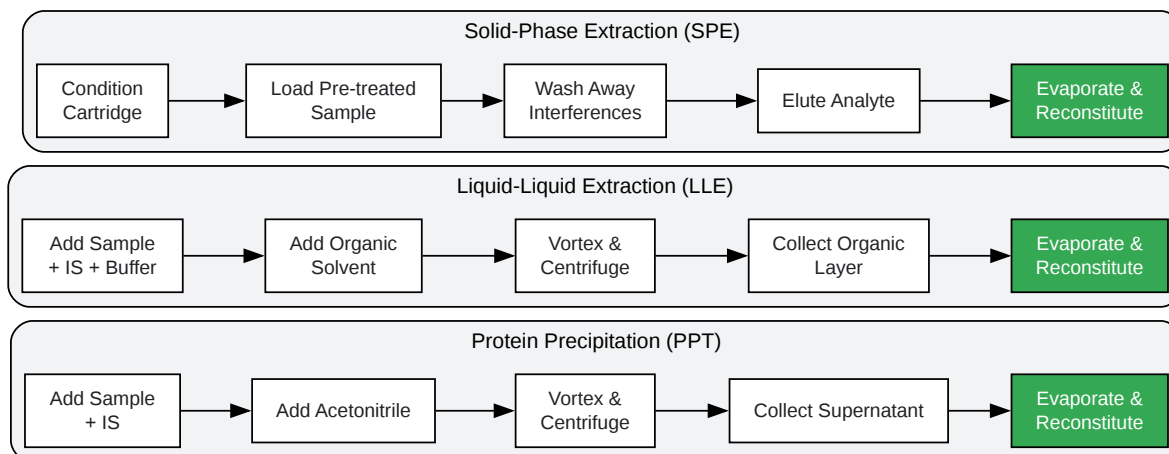 Solid-Phase Extraction (SPE)
Condition
Cartridge
Load Pre-treated
Sample
Wash Away
Interferences
Elute Analyte
Evaporate &
Reconstitute
Liquid-Liquid Extraction (LLE)
Add Sample
+ IS + Buffer
Add Organic
Solvent
Vortex &
Centrifuge
Collect Organic
Layer
Evaporate &
Reconstitute
Protein Precipitation (PPT)
Add Sample
+ IS
Add Acetonitrile
Vortex &
Centrifuge
Collect Supernatant
Evaporate &
Reconstitute